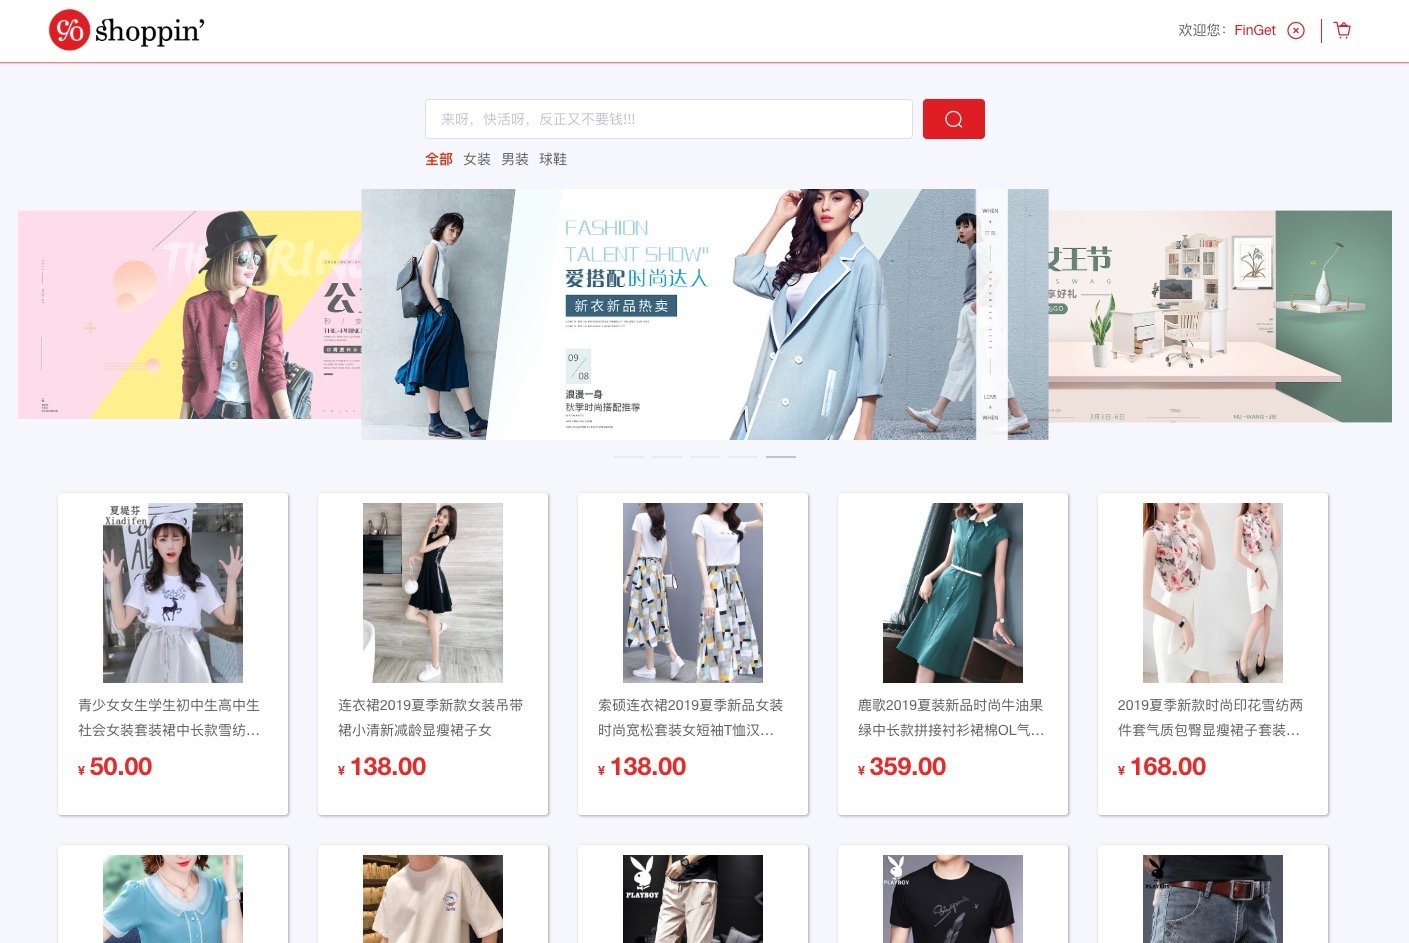 go shoppin'
欢迎您：FinGet
来呀，快活呀，反正又不要钱!!!
全部 女装 男装 球鞋
FASHION
TALENT SHOW"
爱搭配时尚达人
新衣新品热卖
09
08
浪漫一身
秋季时尚搭配推荐
WHEN
+
IT IS
LOVE
+
WHEN
公
THE-PRINC
女王节
S W A G
享好礼
UGO
3月3日-6日
NU-WANG-JIE
夏缇芬
Xiadifen
青少女女生学生初中生高中生
社会女装套装裙中长款雪纺…
¥ 50.00
连衣裙2019夏季新款女装吊带
裙小清新减龄显瘦裙子女
¥ 138.00
索硕连衣裙2019夏季新品女装
时尚宽松套装女短袖T恤汉…
¥ 138.00
鹿歌2019夏装新品时尚牛油果
绿中长款拼接衬衫裙棉OL气…
¥ 359.00
2019夏季新款时尚印花雪纺两
件套气质包臀显瘦裙子套装…
¥ 168.00
PLAYBOY
PLAYBOY
PLAYBOY